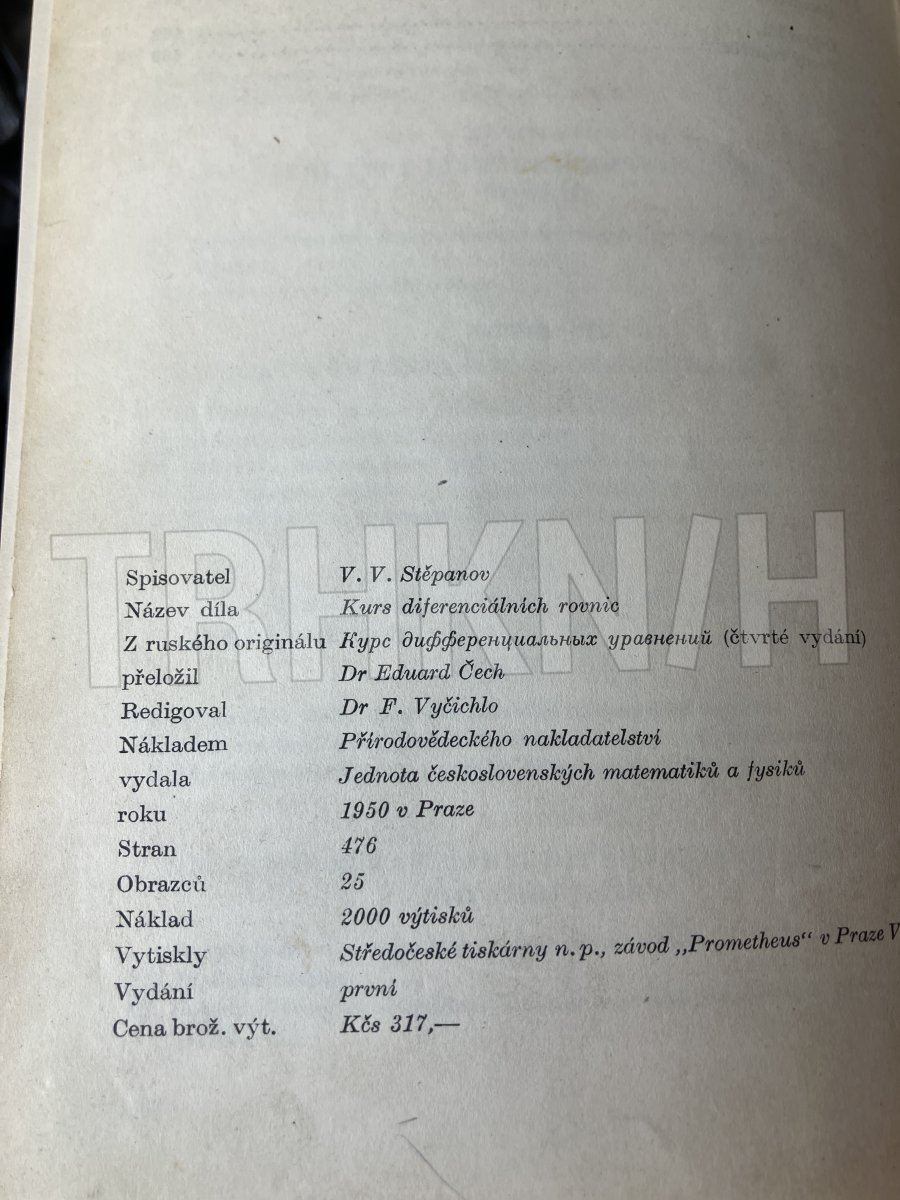 TRHKN/H
Spisovatel V. V. Stěpanov
Název díla Kurs diferenciálních rovnic
Z ruského originálu Курс дифференциальных уравнений (čtvrté vydání)
přeložil Dr Eduard Čech
Redigoval Dr F. Vyčichlo
Nákladem Přírodovědeckého nakladatelství
vydala Jednota československých matematiků a fysiků
roku 1950 v Praze
Stran 476
Obrazců 25
Náklad 2000 výtisků
Vytiskly Středočeské tiskárny n. p., závod „Prometheus“ v Praze
Vydání první
Cena brož. výt. Kčs 317,—